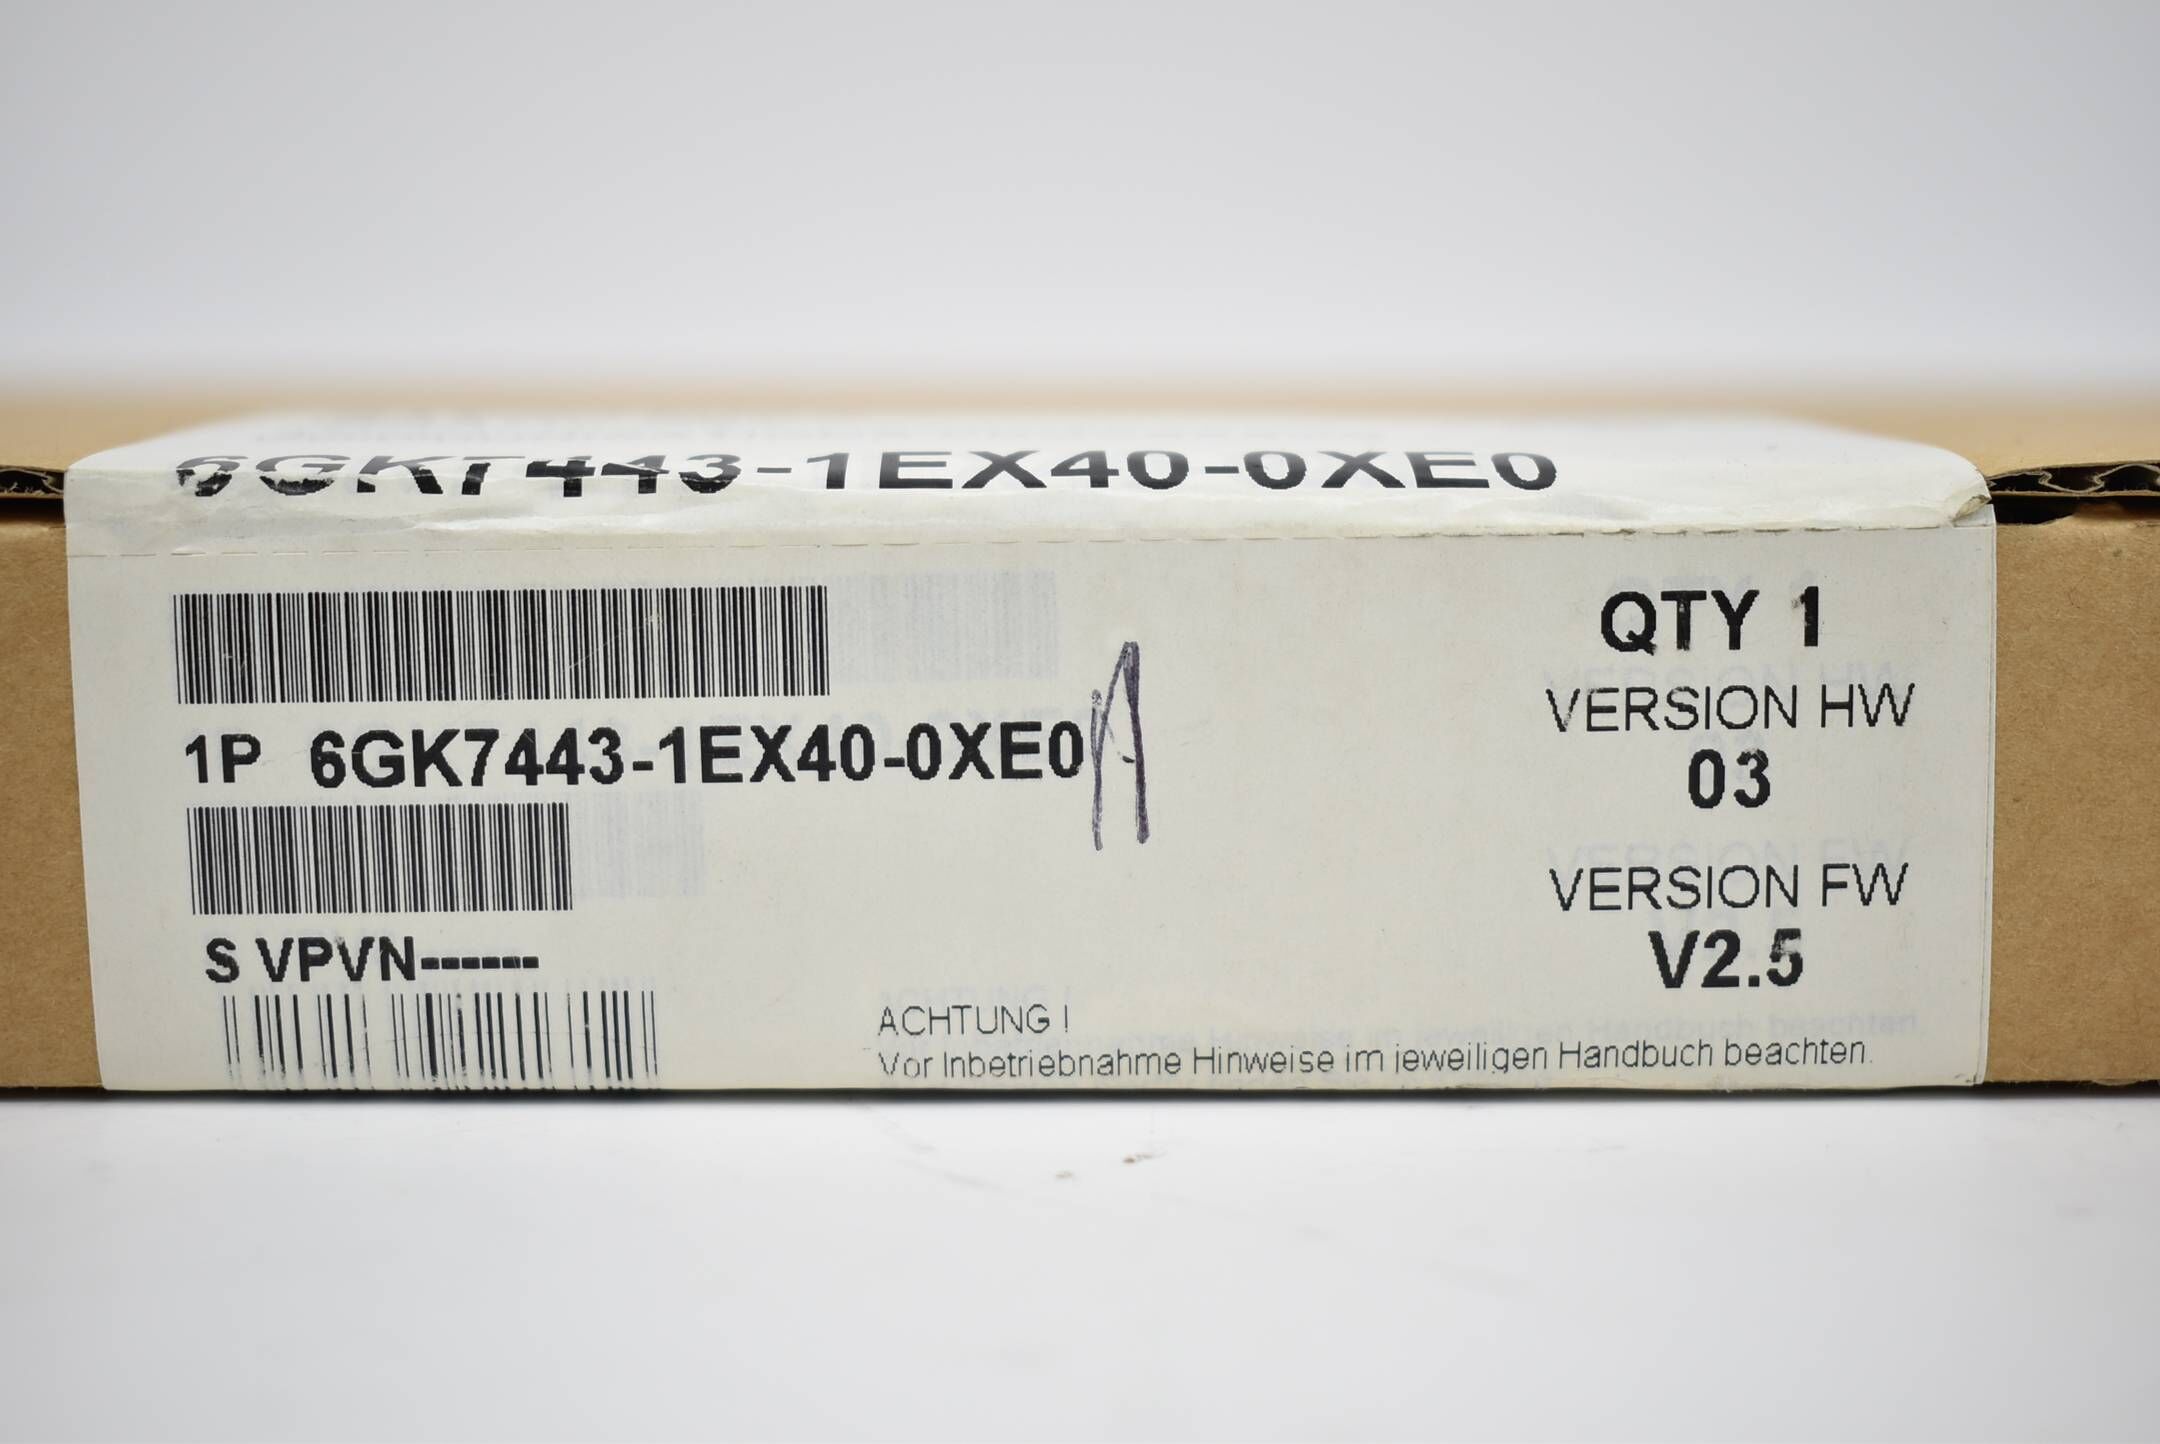 6GK7443-1EX40-0XE0
1P 6GK7443-1EX40-0XE0 A
S VPVN------
QTY 1
VERSION HW
03
VERSION FW
V2.5
ACHTUNG !
Vor Inbetriebnahme Hinweise im jeweiligen Handbuch beachten.